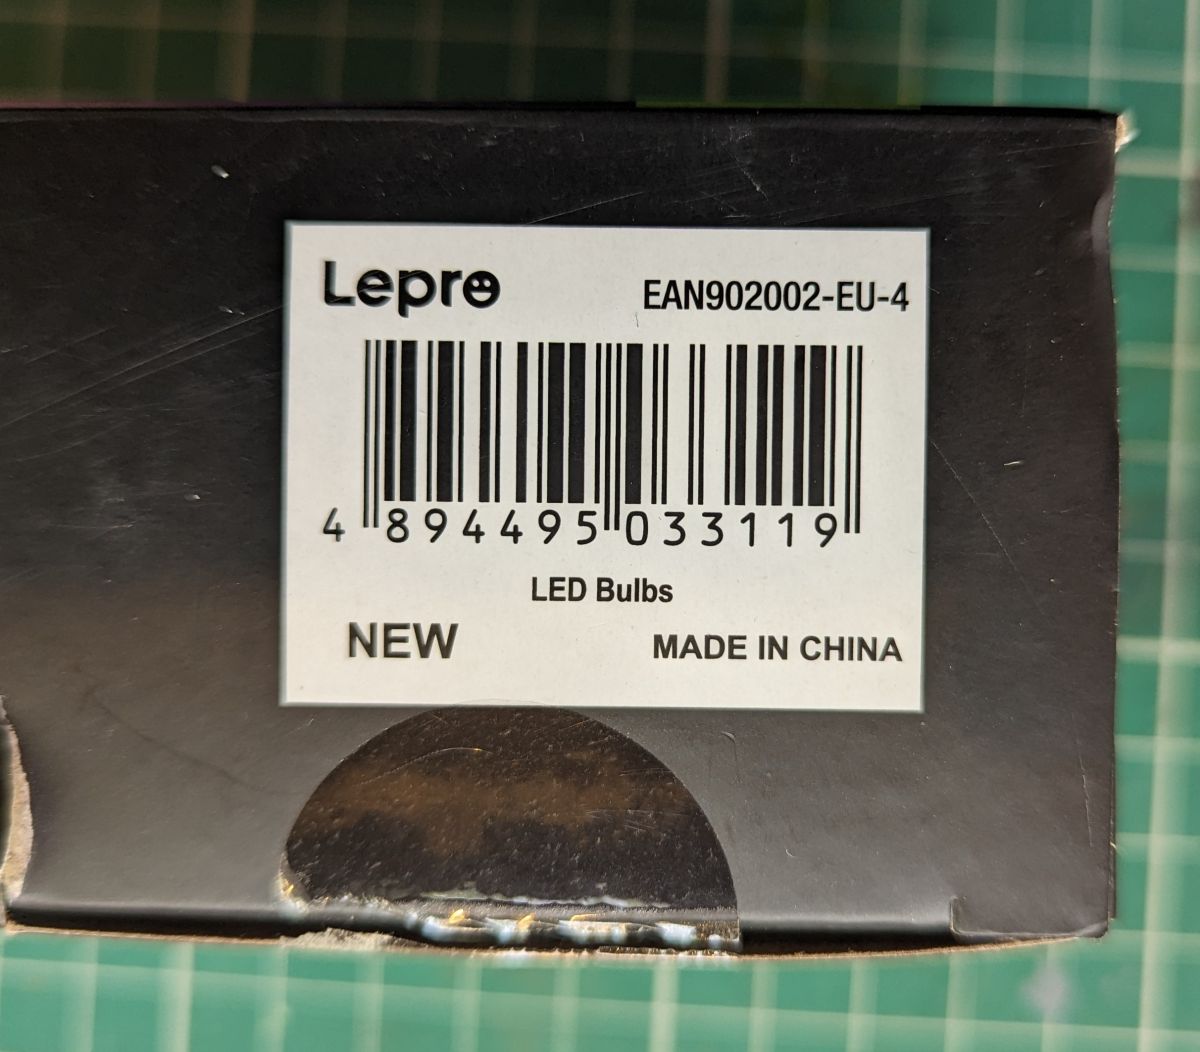 Lepro
EAN902002-EU-4
4 894495 033119
LED Bulbs
NEW
MADE IN CHINA